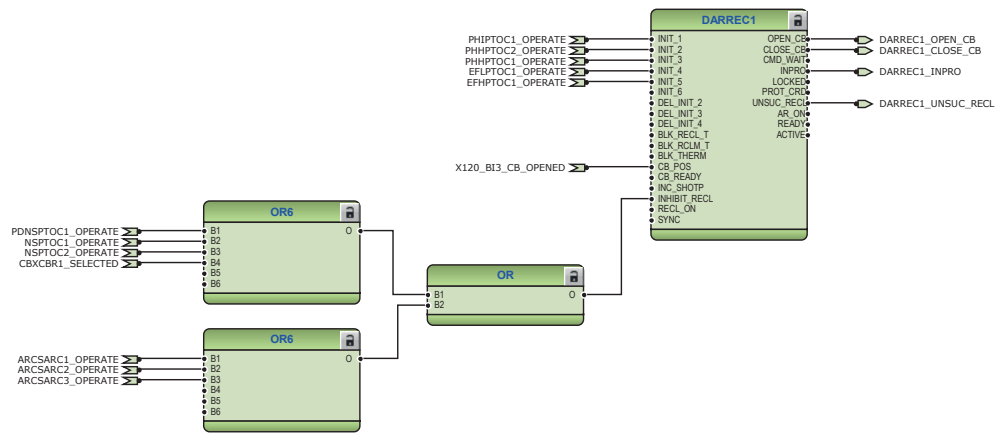 DARREC1
PHIPTOC1_OPERATE INIT_1 OPEN_CB DARREC1_OPEN_CB
PHHPTOC2_OPERATE INIT_2 CLOSE_CB DARREC1_CLOSE_CB
PHHPTOC1_OPERATE INIT_3 CMD_WAIT
EFLPTOC1_OPERATE INIT_4 INPRO DARREC1_INPRO
EFHPTOC1_OPERATE INIT_5 LOCKED
INIT_6 PROT_CRD
DEL_INIT_2 UNSUC_RECL DARREC1_UNSUC_RECL
DEL_INIT_3 AR_ON
DEL_INIT_4 READY
BLK_RECL_T ACTIVE
BLK_RCLM_T
BLK_THERM
X120_BI3_CB_OPENED CB_POS
CB_READY
INC_SHOTP
INHIBIT_RECL
RECL_ON
SYNC
OR6
PDNSPTOC1_OPERATE B1 O
NSPTOC1_OPERATE B2
NSPTOC2_OPERATE B3
CBXCBR1_SELECTED B4
B5
B6
OR
B1 O
B2
OR6
ARCSARC1_OPERATE B1 O
ARCSARC2_OPERATE B2
ARCSARC3_OPERATE B3
B4
B5
B6